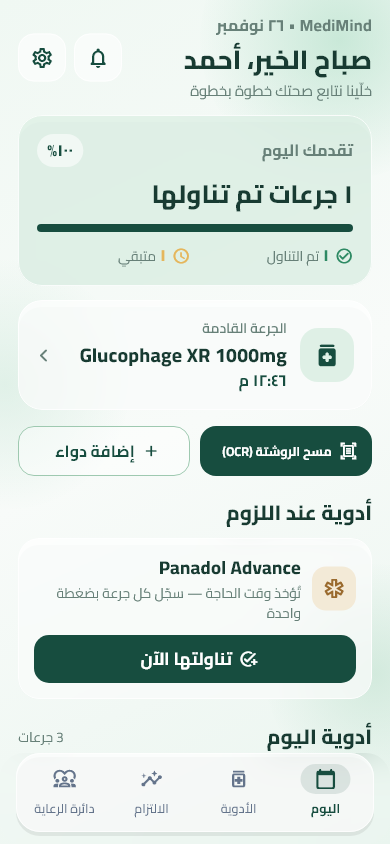 MediMind • ٢٦ نوفمبر
صباح الخير، أحمد
خلّينا نتابع صحتك خطوة بخطوة
تقدمك اليوم
١٠٠%
١ جرعات تم تناولها
١ تم التناول
١ متبقي
الجرعة القادمة
Glucophage XR 1000mg
١٢:٤٦ م
مسح الروشتة (OCR)
إضافة دواء
أدوية عند اللزوم
Panadol Advance
تُؤخذ وقت الحاجة — سجّل كل جرعة بضغطة
واحدة
تناولتها الآن
أدوية اليوم
3 جرعات
اليوم
الأدوية
الالتزام
دائرة الرعاية